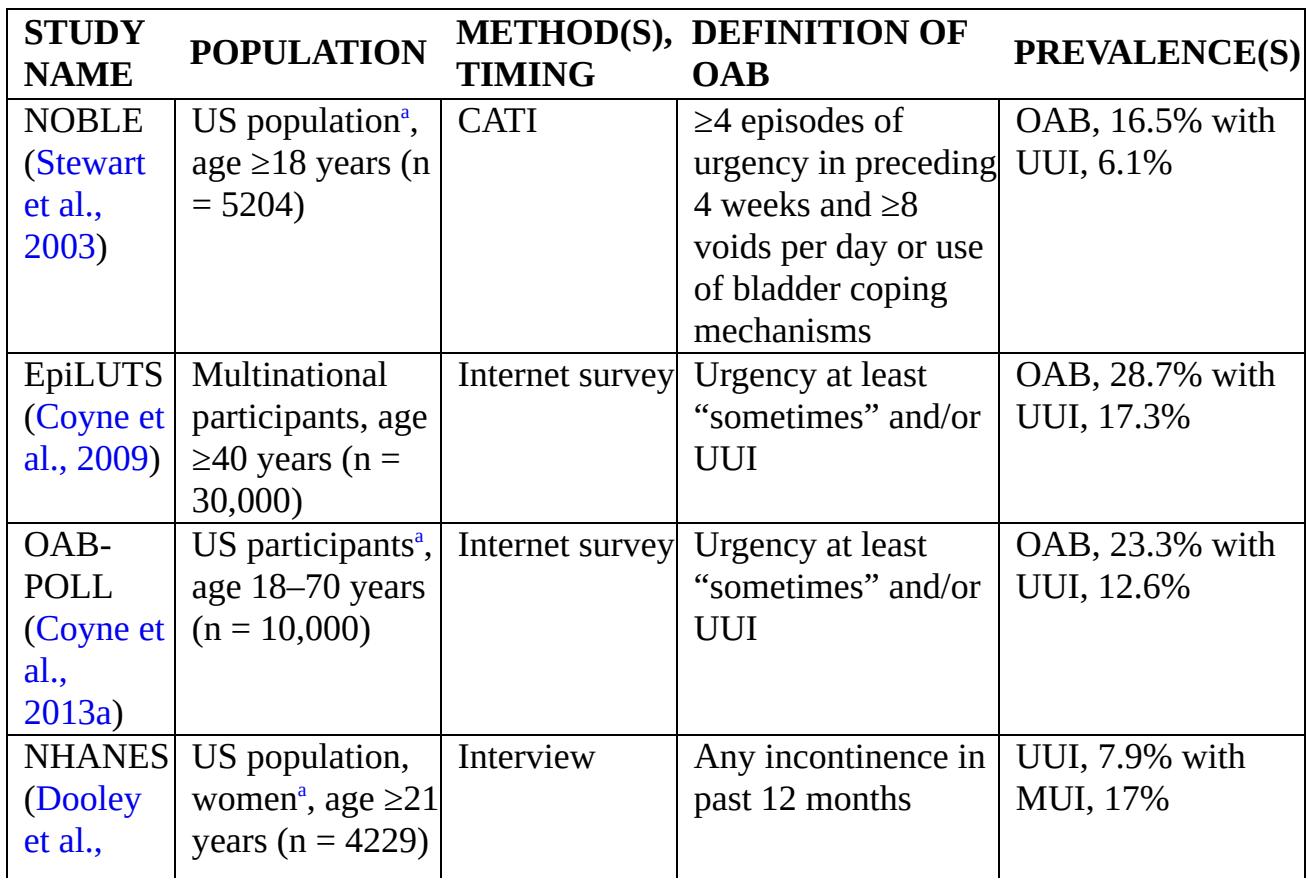 STUDY NAME | POPULATION | METHOD(S), TIMING | DEFINITION OF OAB | PREVALENCE(S)
NOBLE
(Stewart
et al.,
2003)
US populationa,
age ≥18 years (n
= 5204)
CATI
≥4 episodes of
urgency in preceding
4 weeks and ≥8
voids per day or use
of bladder coping
mechanisms
OAB, 16.5% with
UUI, 6.1%
EpiLUTS
(Coyne et
al., 2009)
Multinational
participants, age
≥40 years (n =
30,000)
Internet survey
Urgency at least
“sometimes” and/or
UUI
OAB, 28.7% with
UUI, 17.3%
OAB-
POLL
(Coyne et
al.,
2013a)
US participantsa,
age 18–70 years
(n = 10,000)
Internet survey
Urgency at least
“sometimes” and/or
UUI
OAB, 23.3% with
UUI, 12.6%
NHANES
(Dooley
et al.,
US population,
womena, age ≥21
years (n = 4229)
Interview
Any incontinence in
past 12 months
UUI, 7.9% with
MUI, 17%